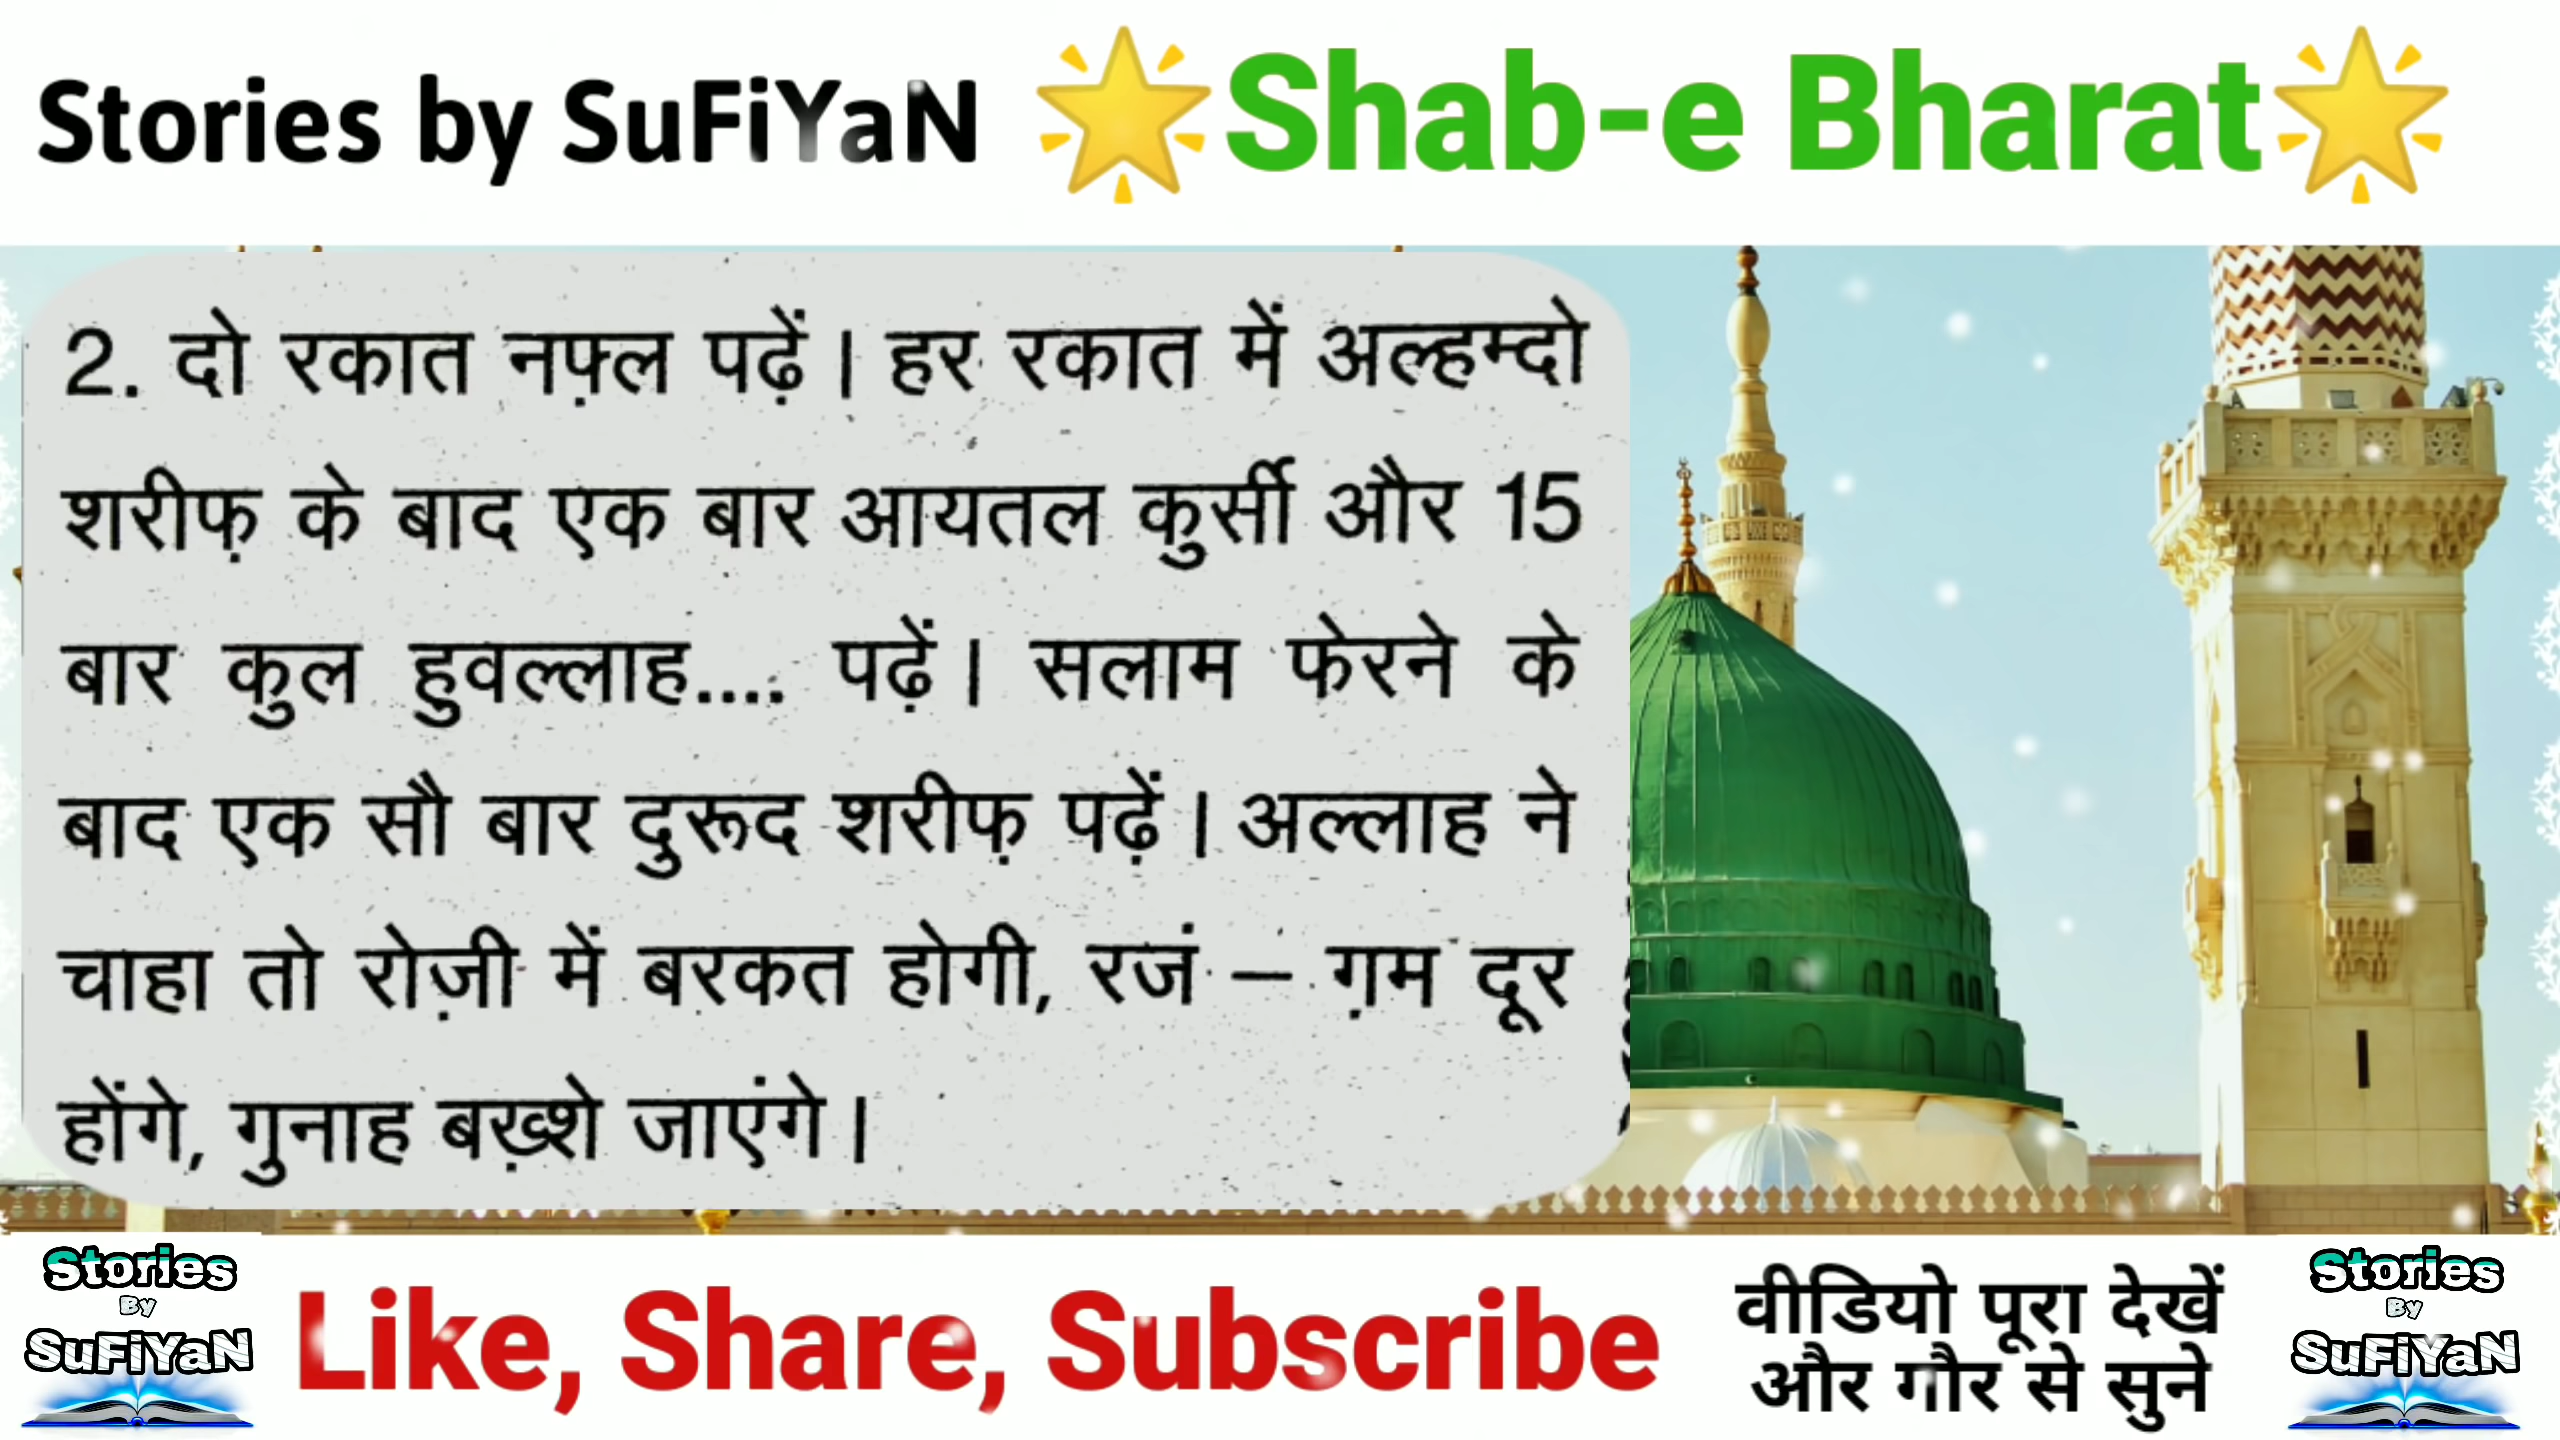 Stories by SuFiYaN 🌟Shab-e Bharat🌟
2. दो रकात नफ़्ल पढ़ें। हर रकात में अल्हम्दो
शरीफ़ के बाद एक बार आयतल कुर्सी और 15
बार कुल हुवल्लाह.... पढ़ें। सलाम फेरने के
बाद एक सौ बार दुरूद शरीफ़ पढ़ें। अल्लाह ने
चाहा तो रोज़ी में बरकत होगी, रजं – ग़म दूर
होंगे, गुनाह बख़्शे जाएंगे।
Stories
By
SuFiYaN
Like, Share, Subscribe
वीडियो पूरा देखें
और गौर से सुने
Stories
By
SuFiYaN